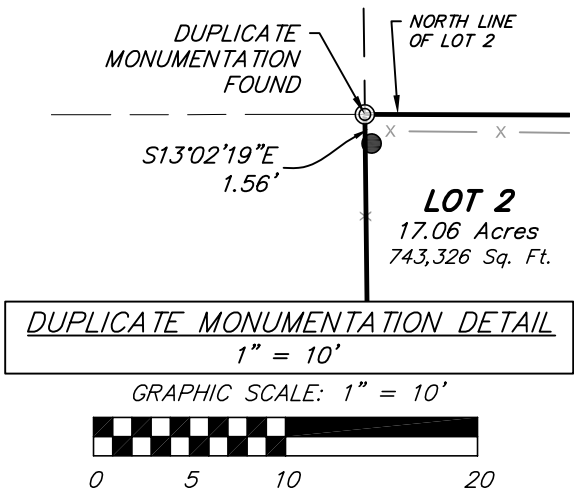 DUPLICATE
MONUMENTATION
FOUND
NORTH LINE
OF LOT 2
X
X
S13°02'19"E
1.56'
X
LOT 2
17.06 Acres
743,326 Sq. Ft.
DUPLICATE MONUMENTATION DETAIL
1" = 10'
GRAPHIC SCALE: 1" = 10'
0 5 10 20